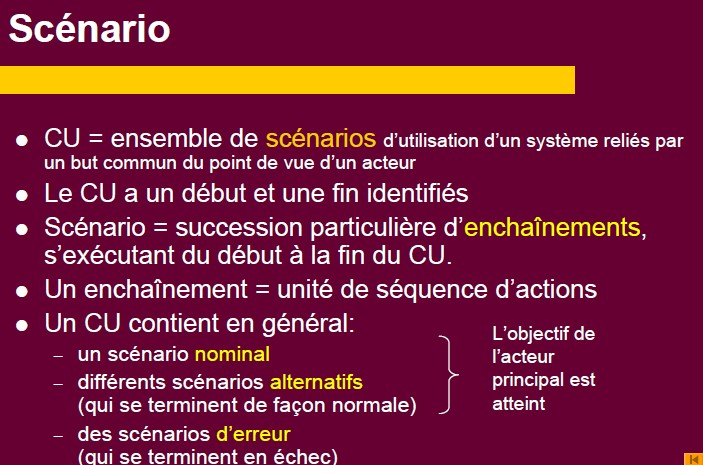 Scénario
CU = ensemble de scénarios d'utilisation d'un système reliés par
un but commun du point de vue d'un acteur
Le CU a un début et une fin identifiés
Scénario = succession particulière d'enchaînements,
s'exécutant du début à la fin du CU.
Un enchaînement = unité de séquence d'actions
Un CU contient en général:
– un scénario nominal
– différents scénarios alternatifs
(qui se terminent de façon normale)
– des scénarios d'erreur
(qui se terminent en échec)
L'objectif de
l'acteur
principal est
atteint